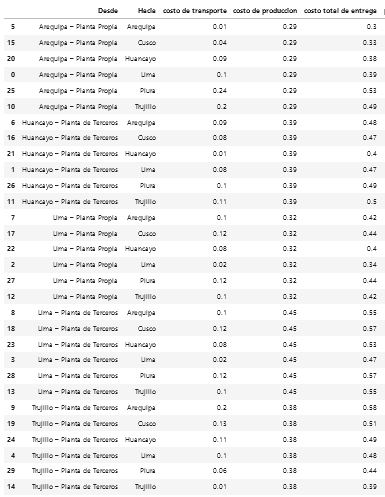 Desde Hacia costo de transporte costo de produccion costo total de entrega
5 Arequipa – Planta Propia Arequipa 0.01 0.29 0.3
15 Arequipa – Planta Propia Cusco 0.04 0.29 0.33
20 Arequipa – Planta Propia Huancayo 0.09 0.29 0.38
0 Arequipa – Planta Propia Lima 0.1 0.29 0.39
25 Arequipa – Planta Propia Piura 0.24 0.29 0.53
10 Arequipa – Planta Propia Trujillo 0.2 0.29 0.49
6 Huancayo – Planta de Terceros Arequipa 0.09 0.39 0.48
16 Huancayo – Planta de Terceros Cusco 0.08 0.39 0.47
21 Huancayo – Planta de Terceros Huancayo 0.01 0.39 0.4
1 Huancayo – Planta de Terceros Lima 0.08 0.39 0.47
26 Huancayo – Planta de Terceros Piura 0.1 0.39 0.49
11 Huancayo – Planta de Terceros Trujillo 0.11 0.39 0.5
7 Lima – Planta Propia Arequipa 0.1 0.32 0.42
17 Lima – Planta Propia Cusco 0.12 0.32 0.44
22 Lima – Planta Propia Huancayo 0.08 0.32 0.4
2 Lima – Planta Propia Lima 0.02 0.32 0.34
27 Lima – Planta Propia Piura 0.12 0.32 0.44
12 Lima – Planta Propia Trujillo 0.1 0.32 0.42
8 Lima – Planta de Terceros Arequipa 0.1 0.45 0.55
18 Lima – Planta de Terceros Cusco 0.12 0.45 0.57
23 Lima – Planta de Terceros Huancayo 0.08 0.45 0.53
3 Lima – Planta de Terceros Lima 0.02 0.45 0.47
28 Lima – Planta de Terceros Piura 0.12 0.45 0.57
13 Lima – Planta de Terceros Trujillo 0.1 0.45 0.55
9 Trujillo – Planta de Terceros Arequipa 0.2 0.38 0.58
19 Trujillo – Planta de Terceros Cusco 0.13 0.38 0.51
24 Trujillo – Planta de Terceros Huancayo 0.11 0.38 0.49
4 Trujillo – Planta de Terceros Lima 0.1 0.38 0.48
29 Trujillo – Planta de Terceros Piura 0.06 0.38 0.44
14 Trujillo – Planta de Terceros Trujillo 0.01 0.38 0.39